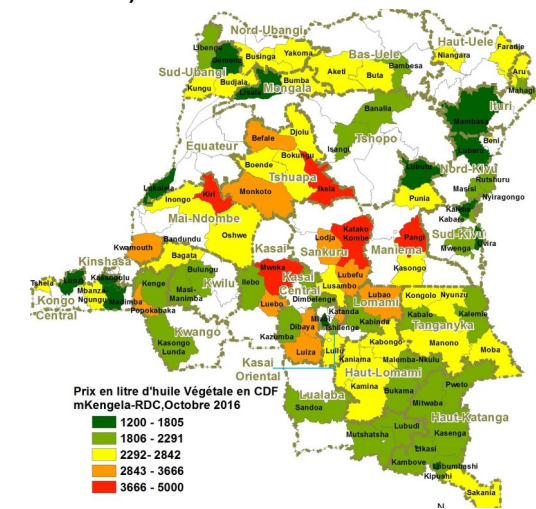 Nord-Ubangi
Bas-Uele
Haut-Uele
Faradje
Libenge
Gemena
Businga
Yakoma
Bambesa
Niangara
Aru
Sud-Ubangi
Budjala
Bumba
Aketi
Buta
Mahagi
Kungu
Lisala
Mongala
Ituri
Banalia
Mambasa
Befale
Djolu
Tshopo
Beni
Equateur
Isangi
Lubero
Bokungu
Boende
Tshuapa
Lubutu
Nord-Kivu
Rutshuru
Lukolela
Kiri
Monkoto
Ikela
Masisi
Nyiragongo
Inongo
Punia
Kalehe
Mai-Ndombe
Kabare
Oshwe
Katako
Kombe
Pangi
Sud-Kivu
Kwamouth
Bandundu
Kasai
Lodja
Sankuru
Maniema
Mwenga
Uvira
Kinshasa
Bagata
Mweka
Lubefu
Kasongo
Bulungu
Kasai
Central
Lusambo
Tshela
Kasangulu
Kwilu
Ilebo
Kenge
Masi-
Manimba
Dimbelenge
Lubao
Kongolo
Nyunzu
Mbanza-
Ngungu
Madimba
Luebo
Lomami
Kongo
Central
Popokabaka
Kabinda
Kabalo
Kalemie
Dibaya
Tshilenge
Tanganyika
Kwango
Kazumba
Kasongo
Lunda
Luiza
Luilu
Kabongo
Moba
Kasai
Oriental
Kaniama
Malemba-Nkulu
Manono
Haut-Lomami
Kamina
Bukama
Pweto
Lualaba
Mitwaba
Sandoa
Haut-Katanga
Lubudi
Mutshatsha
Kasenga
Likasi
Kambove
Lubumbashi
Kipushi
Sakania
Prix en litre d'huile Végétale en CDF
mKengela-RDC,Octobre 2016
1200 - 1805
1806 - 2291
2292- 2842
2843 - 3666
3666 - 5000
N